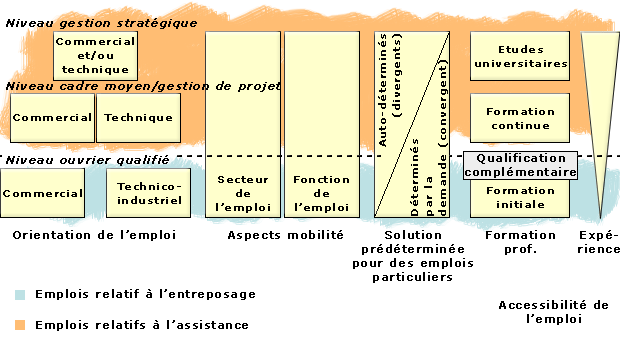 Niveau gestion stratégique
Commercial
et/ou
technique
Auto-déterminés
(divergents)
Etudes
universitaires
Niveau cadre moyen/gestion de projet
Commercial
Technique
Formation
continue
Niveau ouvrier qualifié
Commercial
Technico-
industriel
Secteur
de
l'emploi
Fonction
de
l'emploi
Déterminés
par la
demande (convergent)
Qualification
complémentaire
Formation
initiale
Orientation de l'emploi
Aspects mobilité
Solution
prédéterminée
pour des emplois
particuliers
Formation
prof.
Expé-
rience
Emplois relatif à l'entreposage
Emplois relatifs à l'assistance
Accessibilité de
l'emploi